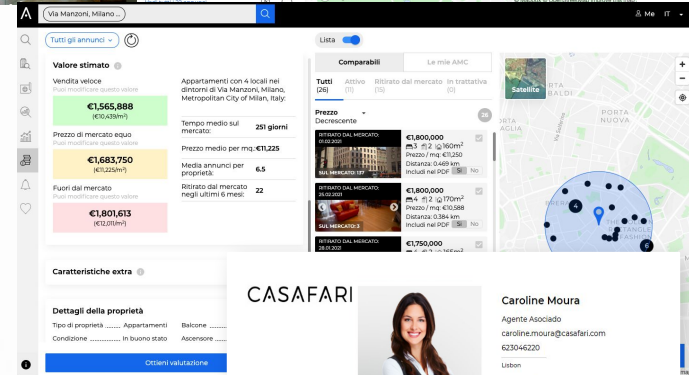 Via Manzoni, Milano ...)
Me IT
Tutti gli annunci
Lista
Valore stimato
Vendita veloce
Puoi modificare questo valore
€1,565,888
(€10,439/m²)
Prezzo di mercato equo
Puoi modificare questo valore
€1,683,750
(€11,225/m²)
Fuori dal mercato
Puoi modificare questo valore
€1,801,613
(€12,011/m²)
Appartamenti con 4 locali nei
dintorni di Via Manzoni, Milano,
Metropolitan City of Milan, Italy:
Tempo medio sul
mercato: 251 giorni
Prezzo medio per mq.: €11,225
Media annunci per
proprietà: 6.5
Ritirato dal mercato
negli ultimi 6 mesi: 22
Comparabili Le mie AMC
Tutti Attivo Ritirato dal mercato In trattativa
(26) (11) (15) (0)
Prezzo
Decrescente
26
RITIRATO DAL MERCATO:
01.02.2021
SUL MERCATO: 137
€1,800,000
3 2 160m²
Prezzo / mq: €11,250
Distanza: 0.469 km
Includi nel PDF Sì No
RITIRATO DAL MERCATO:
25.02.2021
SUL MERCATO: 3
€1,800,000
4 2 170m²
Prezzo / mq: €10,588
Distanza: 0.384 km
Includi nel PDF Sì No
RITIRATO DAL MERCATO:
28.01.2021
€1,750,000
Satellite
PORTA
NUOVA
4
6
Caratteristiche extra
Dettagli della proprietà
Tipo di proprietà ......... Appartamenti
Condizione ............... In buono stato
Balcone
Ascensore
Ottieni valutazione
CASAFARI
Caroline Moura
Agente Asociado
caroline.moura@casafari.com
623046220
Lisbon